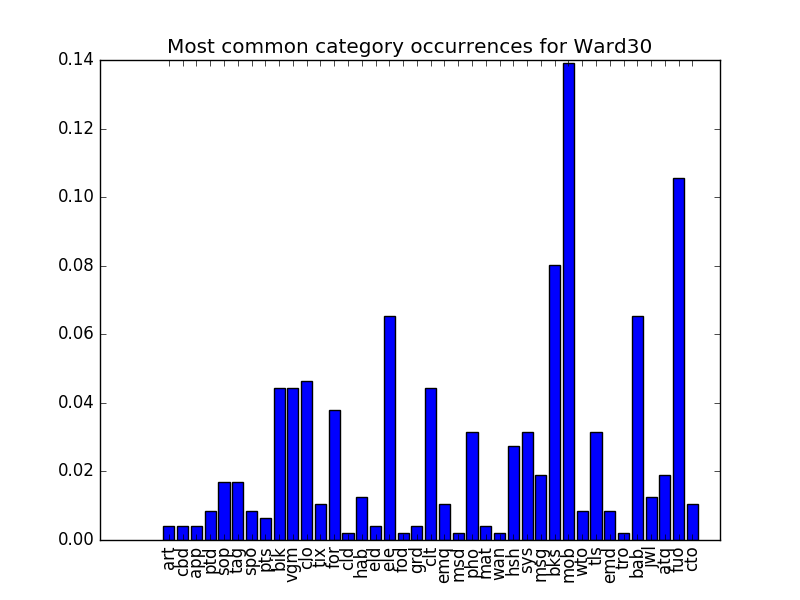 Most common category occurrences for Ward30
0.14
0.12
0.10
0.08
0.06
0.04
0.02
0.00
art
cbd
app
ptd
sop
tag
spo
pts
bik
vgm
clo
tix
for
cld
hab
eld
ele
fod
grd
clt
emq
msd
pho
mat
wan
hsh
sys
msg
bks
mob
wto
tls
emd
tro
bab
jwl
atq
fuo
cto